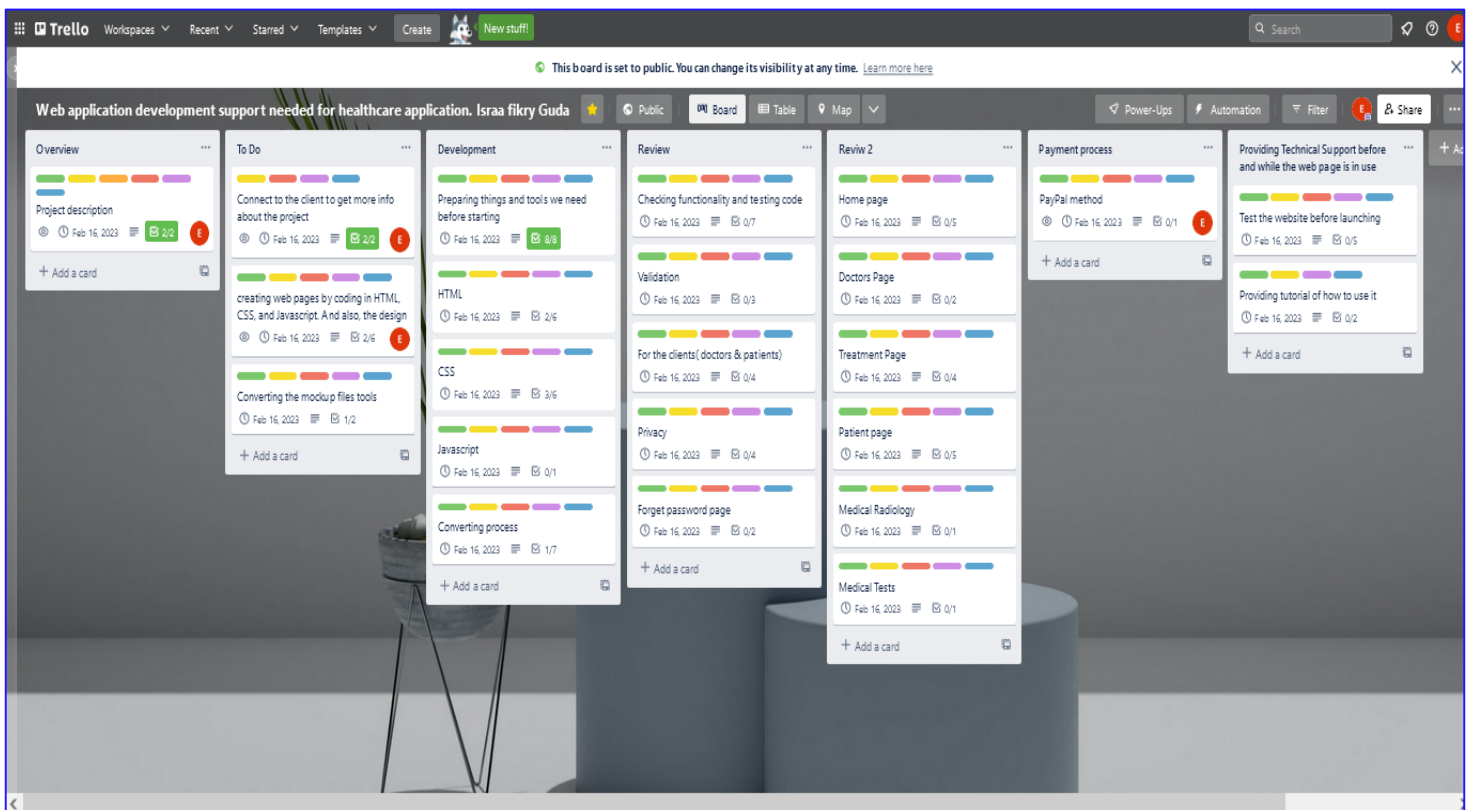 Trello Workspaces Recent Starred Templates Create New stuff! Search E
This board is set to public. You can change its visibility at any time. Learn more here
Web application development support needed for healthcare application. Israa fikry Guda Public Board Table Map Power-Ups Automation Filter E Share
Overview
Project description
Feb 16, 2023 2/2 E
+ Add a card
To Do
Connect to the client to get more info
about the project
Feb 16, 2023 2/2 E
creating web pages by coding in HTML,
CSS, and Javascript. And also, the design
Feb 16, 2023 2/6 E
Converting the mockup files tools
Feb 16, 2023 1/2
+ Add a card
Development
Preparing things and tools we need
before starting
Feb 16, 2023 8/8
HTML
Feb 16, 2023 2/6
CSS
Feb 16, 2023 3/6
Javascript
Feb 16, 2023 0/1
Converting process
Feb 16, 2023 1/7
+ Add a card
Review
Checking functionality and testing code
Feb 16, 2023 0/7
Validation
Feb 16, 2023 0/3
For the clients( doctors & patients)
Feb 16, 2023 0/4
Privacy
Feb 16, 2023 0/4
Forget password page
Feb 16, 2023 0/2
+ Add a card
Reviw 2
Home page
Feb 16, 2023 0/5
Doctors Page
Feb 16, 2023 0/2
Treatment Page
Feb 16, 2023 0/4
Patient page
Feb 16, 2023 0/5
Medical Radiology
Feb 16, 2023 0/1
Medical Tests
Feb 16, 2023 0/1
+ Add a card
Payment process
PayPal method
Feb 16, 2023 0/1 E
+ Add a card
Providing Technical Support before
and while the web page is in use
Test the website before launching
Feb 16, 2023 0/5
Providing tutorial of how to use it
Feb 16, 2023 0/2
+ Add a card
+ Ad